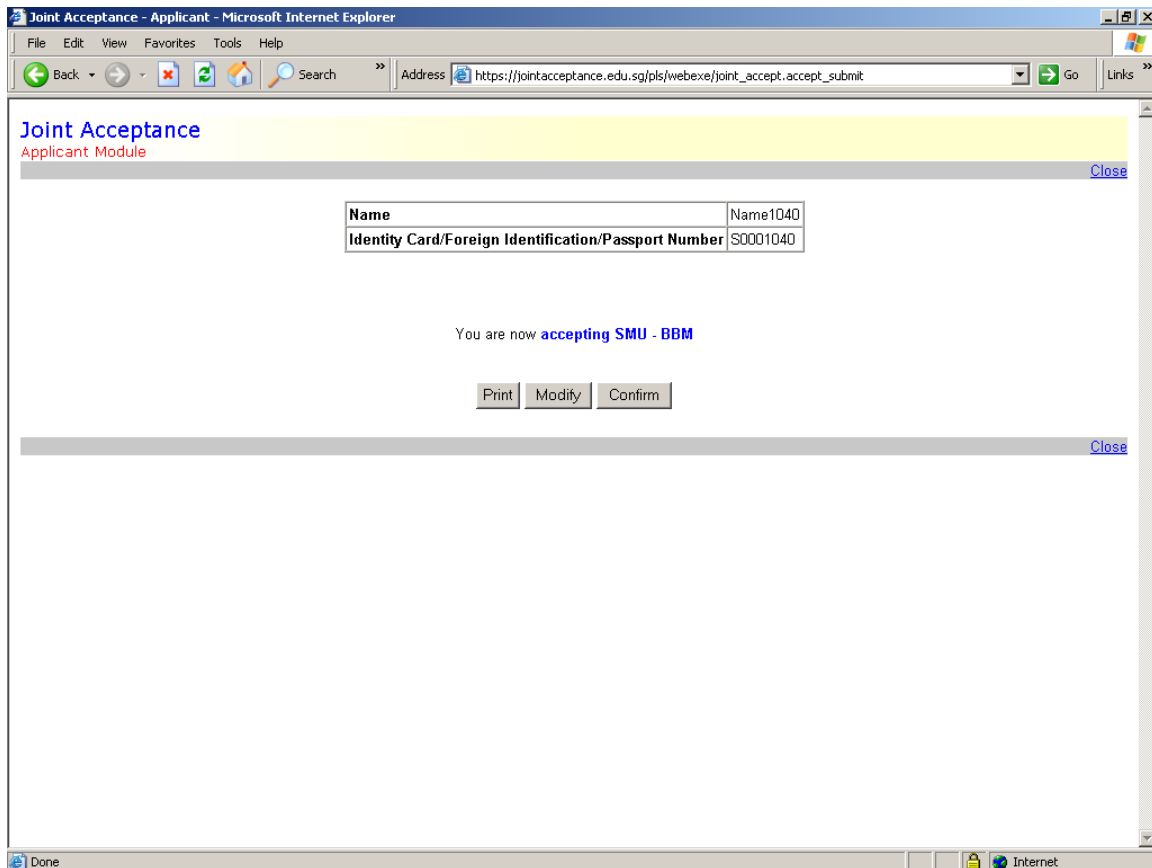 Joint Acceptance - Applicant - Microsoft Internet Explorer
File Edit View Favorites Tools Help
Back Search » Address https://jointacceptance.edu.sg/pls/webexe/joint_accept.accept_submit Go Links »
Joint Acceptance
Applicant Module
Close
Name Name1040
Identity Card/Foreign Identification/Passport Number S0001040
You are now accepting SMU - BBM
Print Modify Confirm
Close
Done Internet